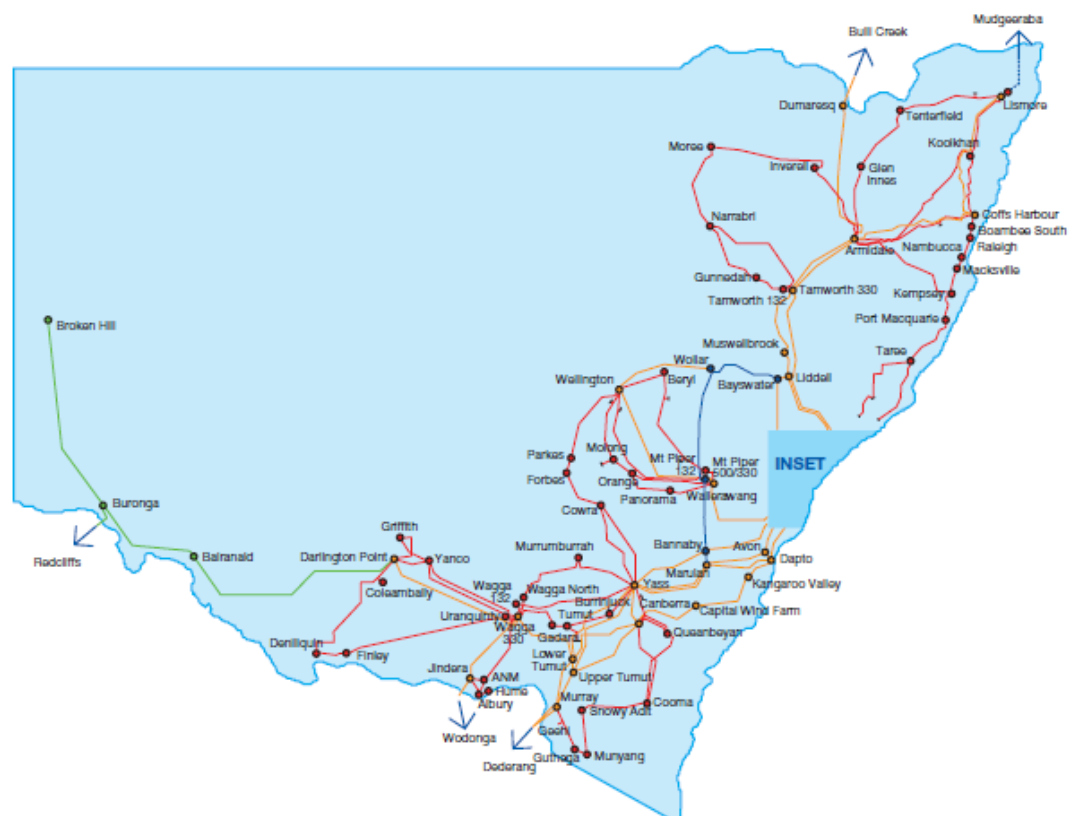 Mudgeeraba
Bulli Creek
Dumaresq
Lismore
Tenterfield
Koolkhan
Moree
Inverell
Glen
Innes
Coffs Harbour
Boambee South
Narrabri
Armidale
Nambucca
Raleigh
Macksville
Gunnedah
Tamworth 132
Tamworth 330
Kempsey
Port Macquarie
Broken Hill
Muswellbrook
Taree
Wollar
Wellington
Beryl
Bayswater
Liddell
Parkes
Molong
Mt Piper
132
Mt Piper
500/330
INSET
Forbes
Orange
Wallerawang
Panorama
Buronga
Cowra
Griffith
Redcliffs
Balranald
Darlington Point
Yanco
Murrumburrah
Bannaby
Avon
Dapto
Marulan
Coleambally
Wagga
132
Wagga North
Yass
Kangaroo Valley
Burrinjuck
Canberra
Capital Wind Farm
Uranquinty
Wagga
330
Tumut
Gadara
Queanbeyan
Deniliquin
Finley
Lower
Tumut
Upper Tumut
Jindera
ANM
Hume
Albury
Murray
Snowy Adit
Cooma
Wodonga
Geehi
Guthega
Munyang
Dederang